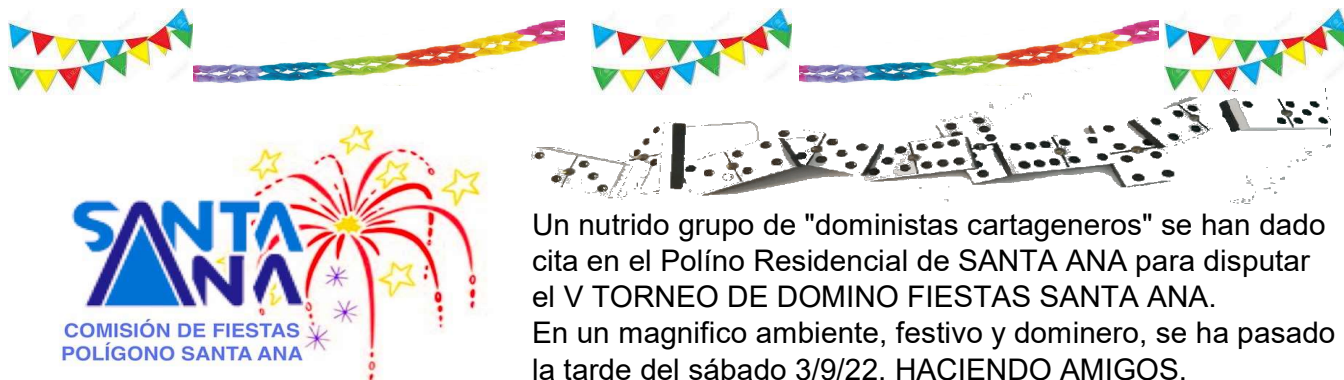 SANTA
ANA
COMISIÓN DE FIESTAS
POLÍGONO SANTA ANA
Un nutrido grupo de "doministas cartageneros" se han dado
cita en el Políno Residencial de SANTA ANA para disputar
el V TORNEO DE DOMINO FIESTAS SANTA ANA.
En un magnifico ambiente, festivo y dominero, se ha pasado
la tarde del sábado 3/9/22. HACIENDO AMIGOS.